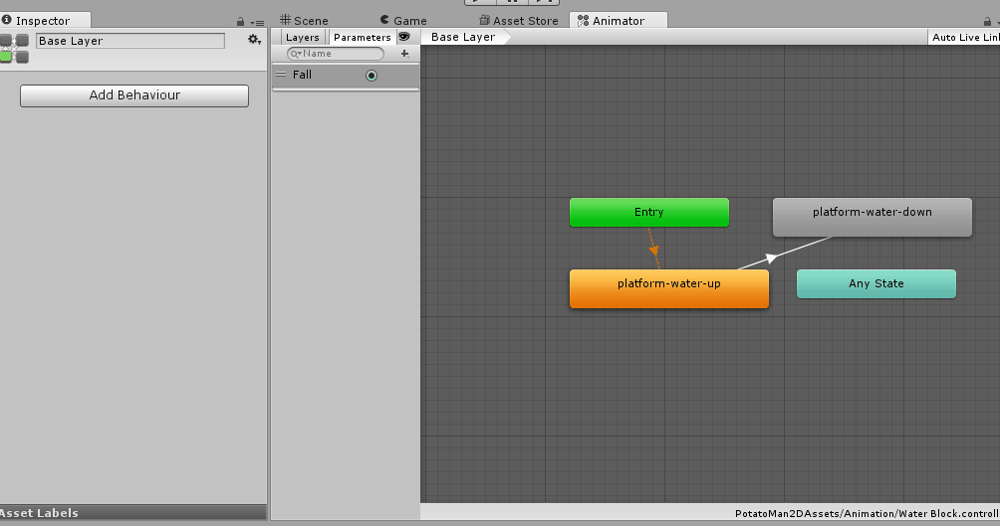 Inspector
Base Layer
Add Behaviour
Asset Labels
Scene
Game
Asset Store
Animator
Layers
Parameters
Base Layer
Auto Live Link
Name
Fall
Entry
platform-water-down
platform-water-up
Any State
PotatoMan2DAssets/Animation/Water Block.controll